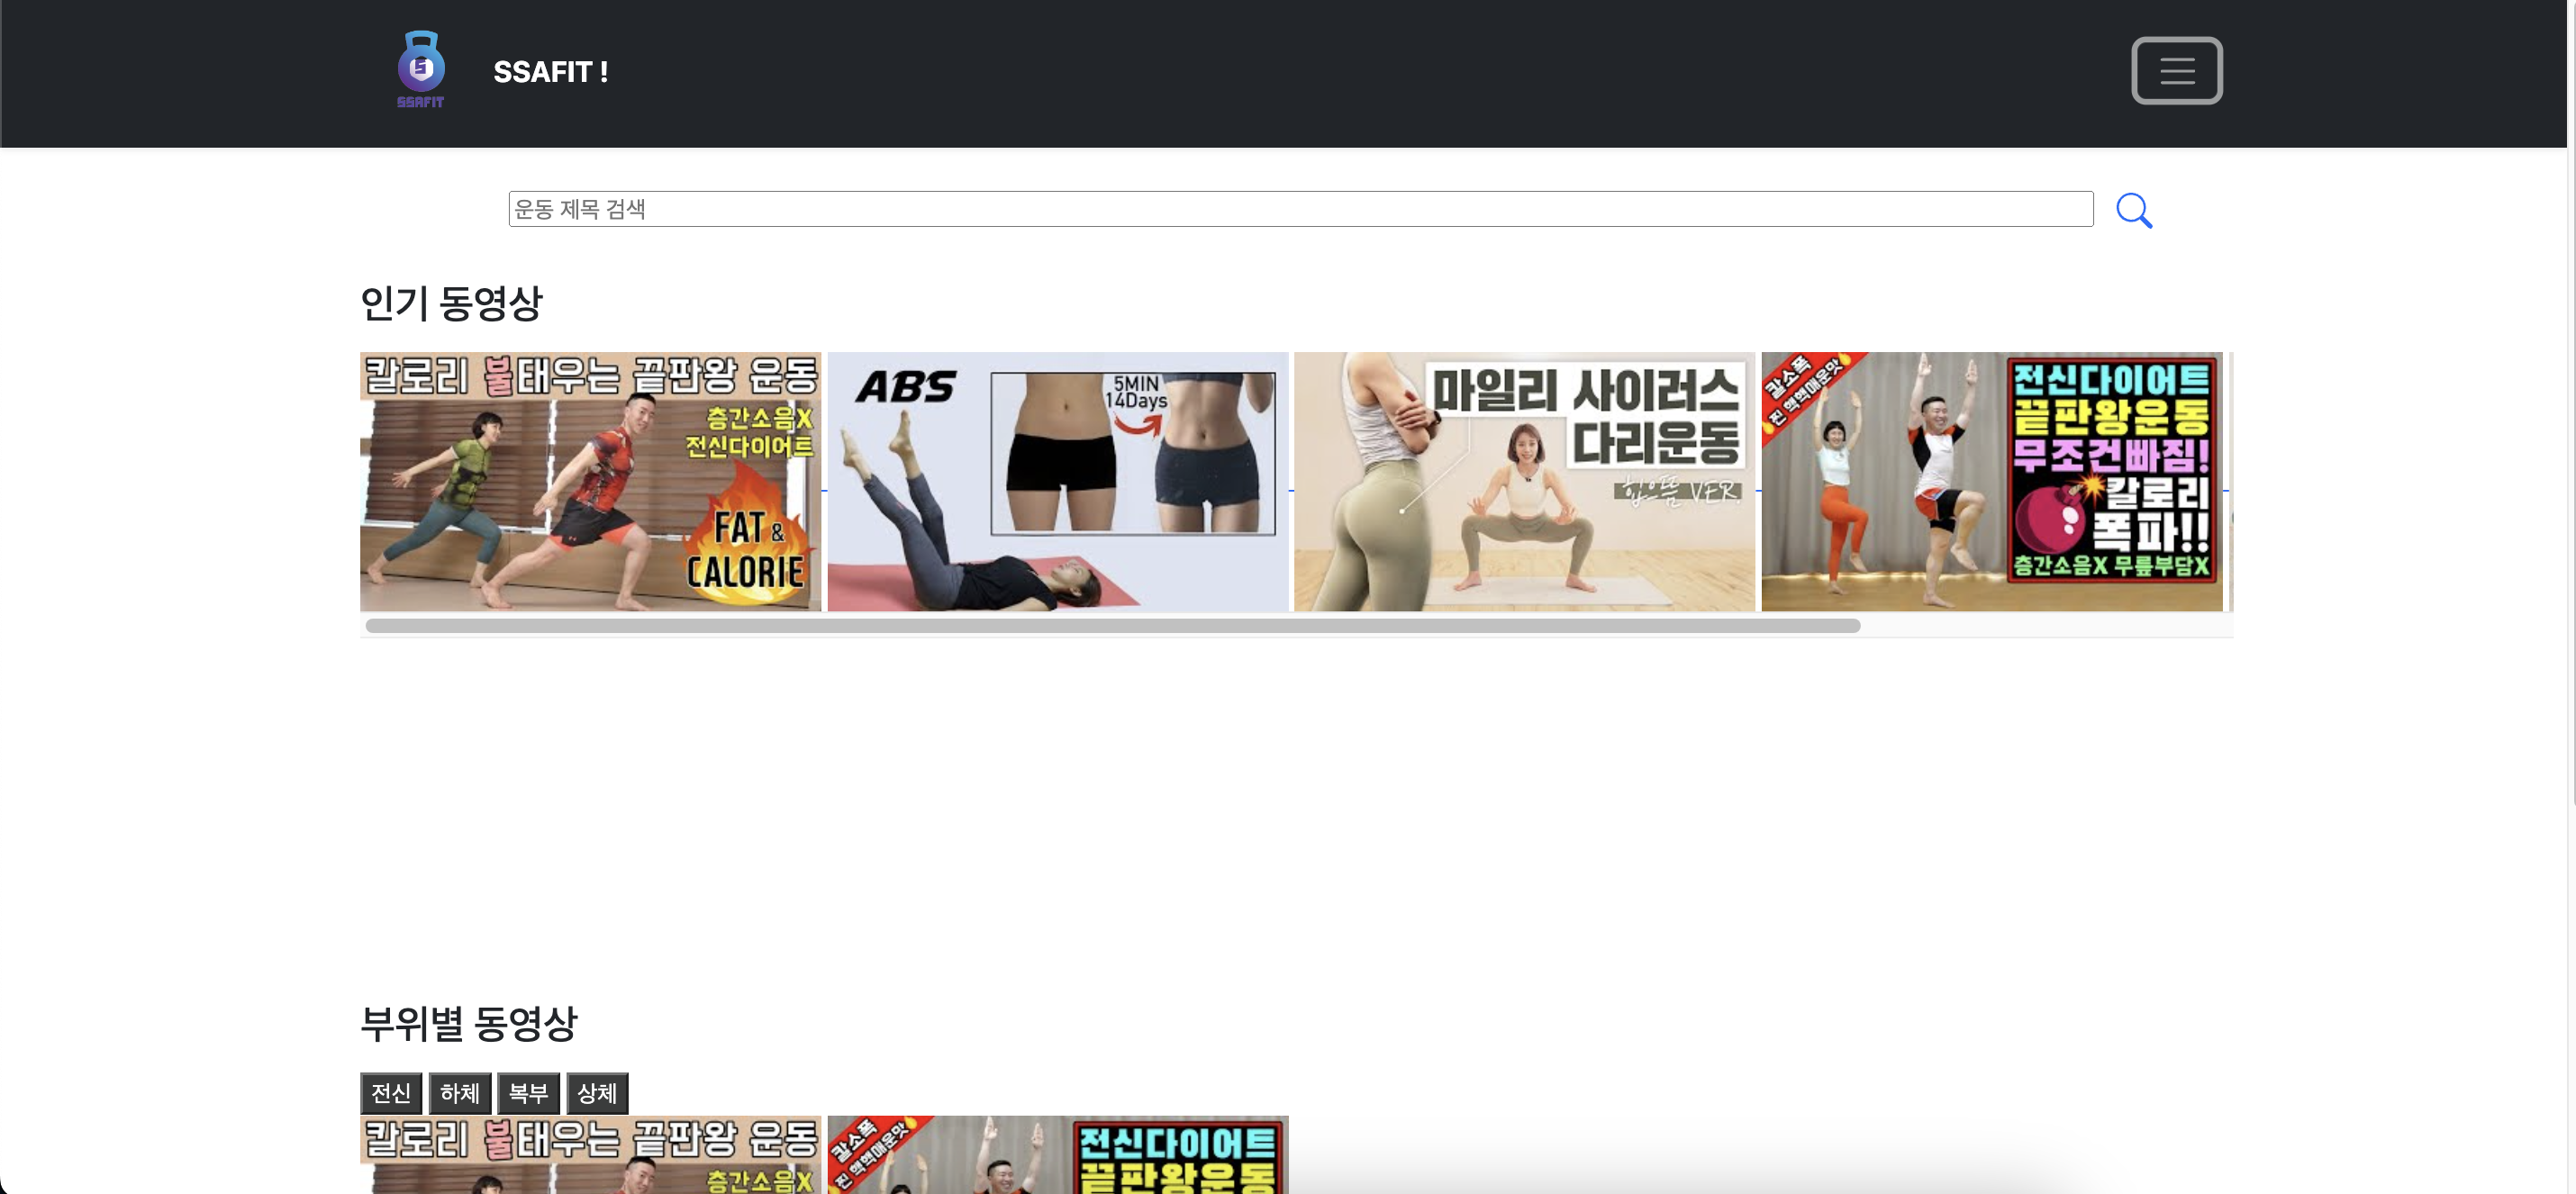 SSAFIT
SSAFIT !
운동 제목 검색
인기 동영상
칼로리 불태우는 끝판왕 운동
층간소음X
전신다이어트
FAT &
CALORIE
ABS
5MIN
14Days
마일리 사이러스
다리운동
힙으뜸 VER.
칼소폭
진 핵핵매운맛
전신다이어트
끝판왕운동
무조건빠짐!
칼로리
폭파!!
층간소음X 무릎부담X
부위별 동영상
전신 하체 복부 상체
칼로리 불태우는 끝판왕 운동
층간소음X
칼소폭
진 핵핵매운맛
전신다이어트
끝판왕운동